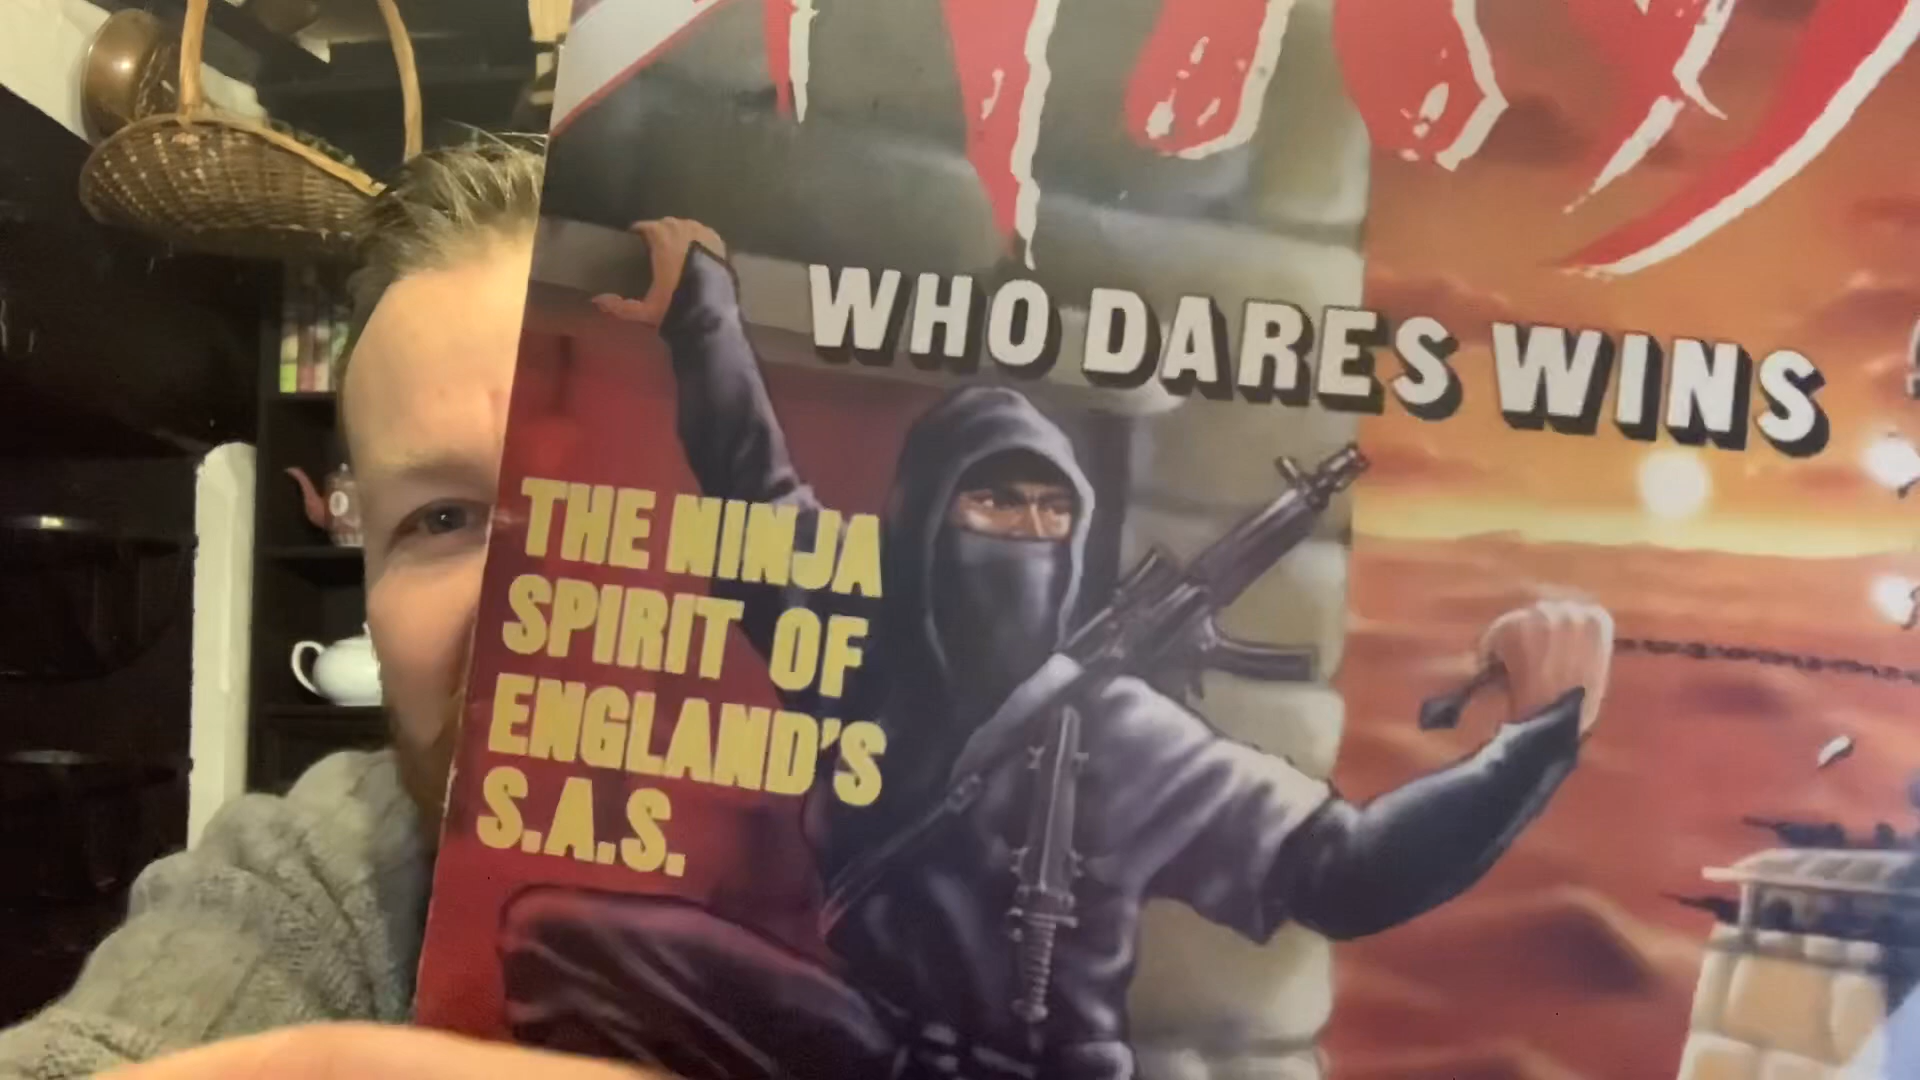 WHO DARES WINS
THE NINJA
SPIRIT OF
ENGLAND'S
S.A.S.